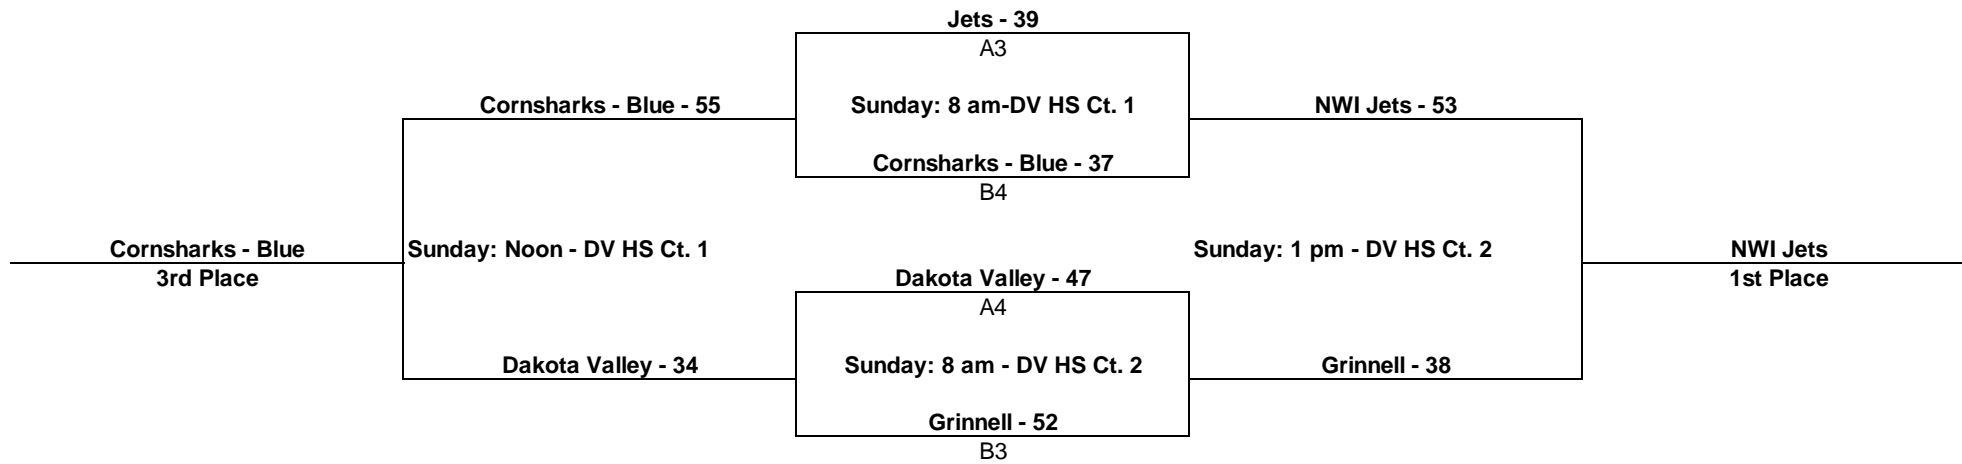 Jets - 39
A3
Cornsharks - Blue - 55
Sunday: 8 am-DV HS Ct. 1
NWI Jets - 53
Cornsharks - Blue - 37
B4
Cornsharks - Blue
Sunday: Noon - DV HS Ct. 1
Sunday: 1 pm - DV HS Ct. 2
NWI Jets
3rd Place
Dakota Valley - 47
1st Place
A4
Dakota Valley - 34
Sunday: 8 am - DV HS Ct. 2
Grinnell - 38
Grinnell - 52
B3